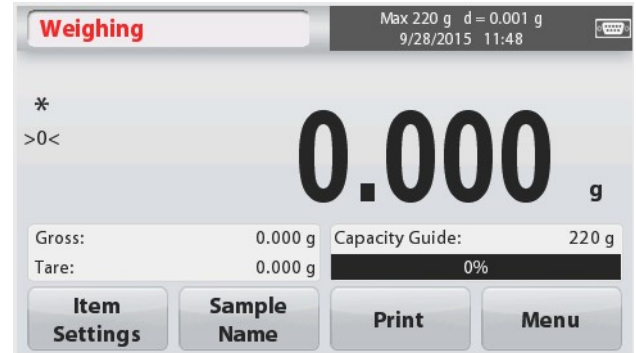 Weighing
Max 220 g d = 0.001 g
9/28/2015 11:48
*
>0<
0.000 g
Gross: 0.000 g
Tare: 0.000 g
Capacity Guide: 220 g
0%
Item Settings
Sample Name
Print
Menu